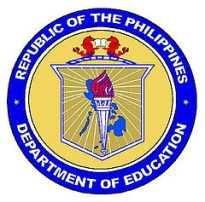 REPUBLIC OF THE PHILIPPINES
DEPARTMENT OF EDUCATION